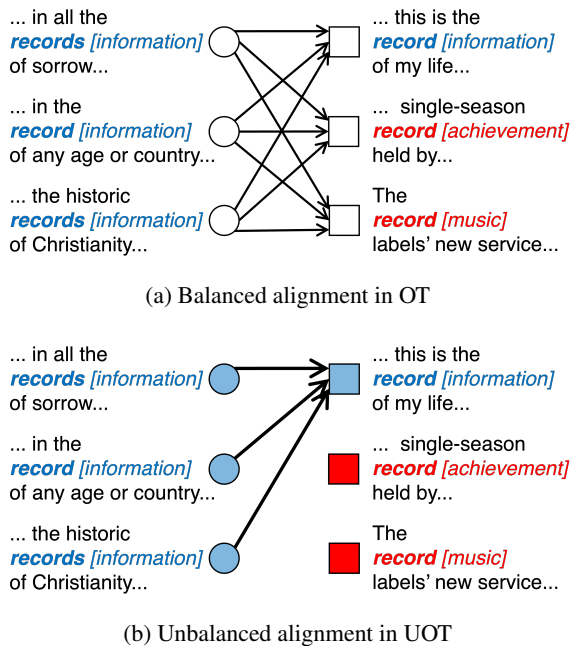 ... in all the
records [information]
of sorrow...
... this is the
record [information]
of my life...
... in the
record [information]
of any age or country...
... single-season
record [achievement]
held by...
... the historic
records [information]
of Christianity...
The
record [music]
labels' new service...
(a) Balanced alignment in OT
... in all the
records [information]
of sorrow...
... this is the
record [information]
of my life...
... in the
record [information]
of any age or country...
... single-season
record [achievement]
held by...
... the historic
records [information]
of Christianity...
The
record [music]
labels' new service...
(b) Unbalanced alignment in UOT